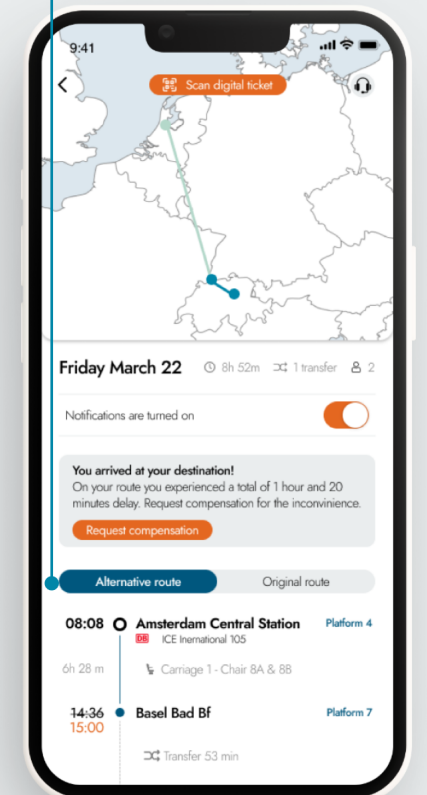 9:41
Scan digital ticket
Friday March 22 8h 52m 1 transfer 2
Notifications are turned on
You arrived at your destination!
On your route you experienced a total of 1 hour and 20
minutes delay. Request compensation for the inconvinience.
Request compensation
Alternative route Original route
08:08 Amsterdam Central Station Platform 4
DB ICE Inernational 105
6h 28 m Carriage 1 - Chair 8A & 8B
14:36 Basel Bad Bf Platform 7
15:00
Transfer 53 min